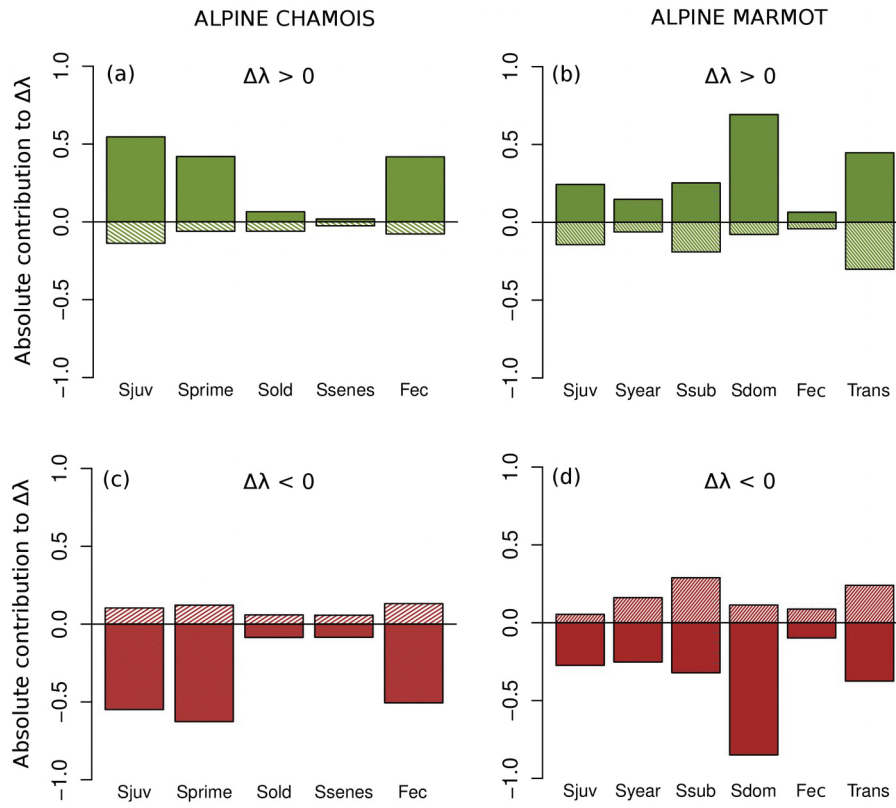 ALPINE CHAMOIS
ALPINE MARMOT
(a)
Δλ > 0
Absolute contribution to Δλ
1.0
0.5
0.0
−0.5
−1.0
Sjuv Sprime Sold Ssenes Fec
(b)
Δλ > 0
1.0
0.5
0.0
−0.5
−1.0
Sjuv Syear Ssub Sdom Fec Trans
(c)
Δλ < 0
Absolute contribution to Δλ
1.0
0.5
0.0
−0.5
−1.0
Sjuv Sprime Sold Ssenes Fec
(d)
Δλ < 0
1.0
0.5
0.0
−0.5
−1.0
Sjuv Syear Ssub Sdom Fec Trans